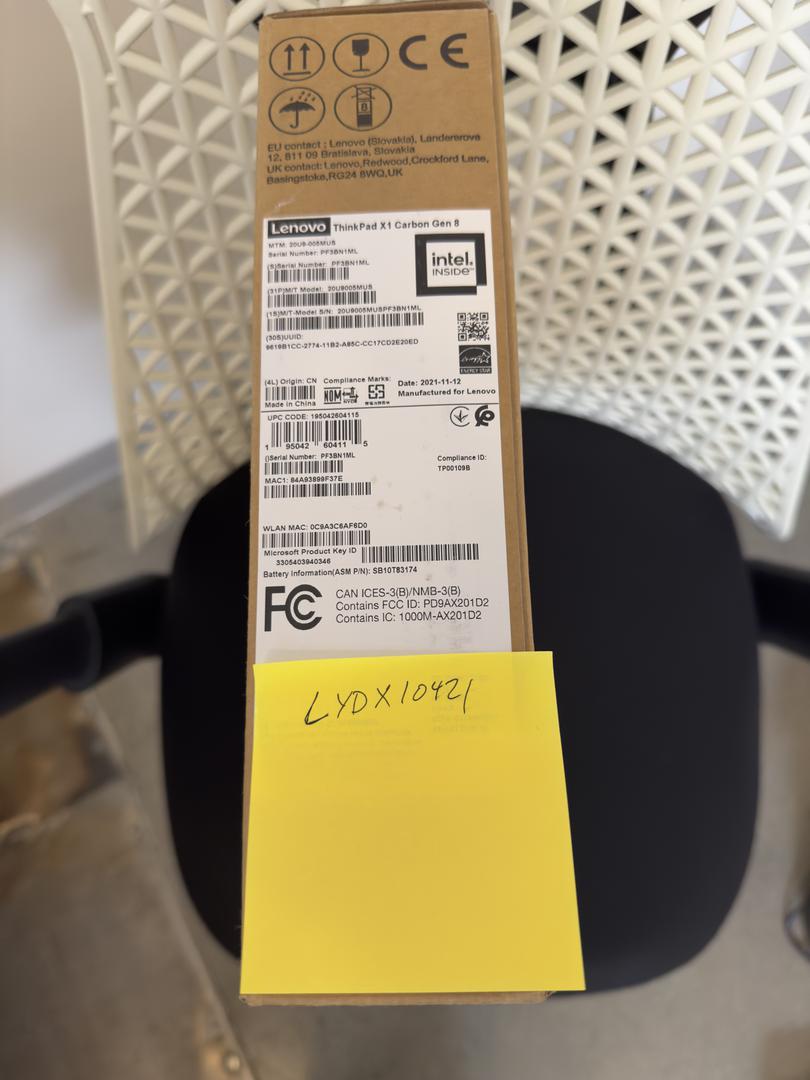 CE
8
EU contact : Lenovo (Slovakia), Landererova
12, 811 09 Bratislava, Slovakia
UK contact: Lenovo,Redwood,Crockford Lane,
Basingstoke,RG24 8WQ,UK
Lenovo ThinkPad X1 Carbon Gen 8
MTM: 20U9-005MUS
Serial Number: PF3BN1ML
(S)Serial Number: PF3BN1ML
intel.
INSIDE™
(31P)M/T Model: 20U9005MUS
(1S)M/T-Model S/N: 20U9005MUSPF3BN1ML
(30S)UUID:
9619B1CC-2774-11B2-A85C-CC17CD2E20ED
ENERGY STAR
(4L) Origin: CN Compliance Marks: Date: 2021-11-12
Made in China NOM Manufactured for Lenovo
UPC CODE: 195042604115
1 95042 60411 5
()Serial Number: PF3BN1ML
Compliance ID:
TP00109B
MAC1: 84A93899F37E
WLAN MAC: 0C9A3C6AF6D0
Microsoft Product Key ID
3305403940346
Battery Information(ASM P/N): SB10T83174
FC CAN ICES-3(B)/NMB-3(B)
Contains FCC ID: PD9AX201D2
Contains IC: 1000M-AX201D2
LYDX10421